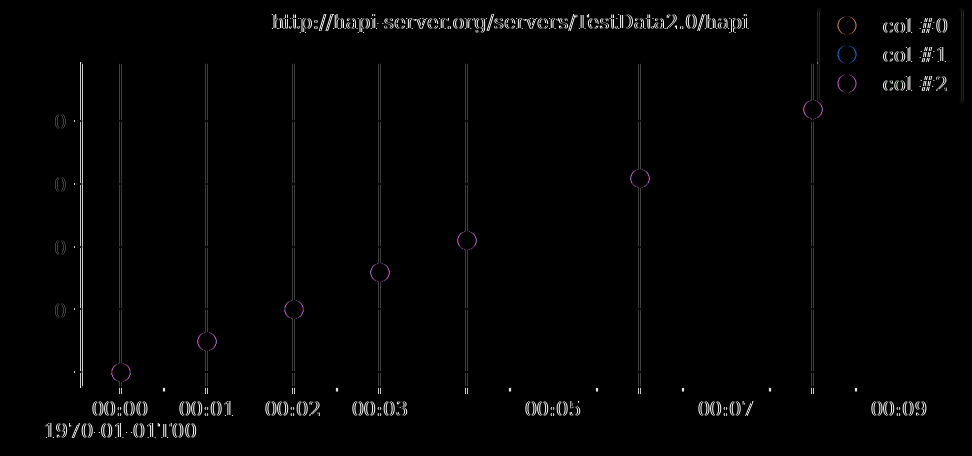 http://hapi-server.org/servers/TestData2.0/hapi
col #0
col #1
col #2
0
0
0
0
00:00 00:01 00:02 00:03 00:05 00:07 00:09
1970-01-01T00